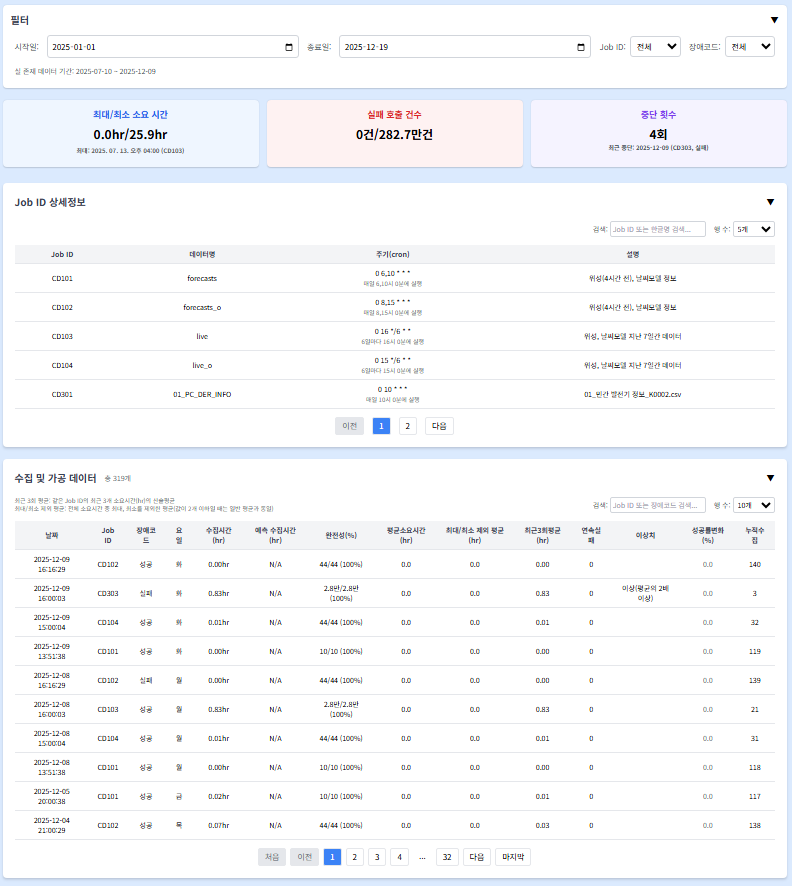 필터 ▼
시작일: 2025-01-01 종료일: 2025-12-19 Job ID: 전체 장애코드: 전체
실 존재 데이터 기간: 2025-07-10 ~ 2025-12-09
최대/최소 소요 시간
0.0hr/25.9hr
최대: 2025. 07. 13. 오후 04:00 (CD103)
실패 호출 건수
0건/282.7만건
중단 횟수
4회
최근 중단: 2025-12-09 (CD303, 실패)
Job ID 상세정보 ▼
검색: Job ID 또는 한글명 검색... 행 수: 5개
Job ID 데이터명 주기(cron) 설명
CD101 forecasts 0 6,10 * * * 위성(4시간 전), 날씨모델 정보
매일 6,10시 0분에 실행
CD102 forecasts_o 0 8,15 * * * 위성(4시간 전), 날씨모델 정보
매일 8,15시 0분에 실행
CD103 live 0 16 */6 * * 위성, 날씨모델 지난 7일간 데이터
6일마다 16시 0분에 실행
CD104 live_o 0 15 */6 * * 위성, 날씨모델 지난 7일간 데이터
6일마다 15시 0분에 실행
CD301 01_PC_DER_INFO 0 10 * * * 01_민간 발전기 정보_K0002.csv
매일 10시 0분에 실행
이전 1 2 다음
수집 및 가공 데이터 총 319개 ▼
최근 3회 평균: 같은 Job ID의 최근 3개 소요시간(hr)의 산술평균
최대/최소 제외 평균: 전체 소요시간 중 최대, 최소를 제외한 평균(값이 2개 이하일 때는 일반 평균과 동일)
검색: Job ID 또는 장애코드 검색... 행 수: 10개
날짜 Job ID 장애코드 요일 수집시간(hr) 예측 수집시간(hr) 완전성(%) 평균소요시간(hr) 최대/최소 제외 평균(hr) 최근3회평균(hr) 연속실패 이상치 성공률변화(%) 누적수집
2025-12-09 16:16:29 CD102 성공 화 0.00hr N/A 44/44 (100%) 0.0 0.0 0.00 0 0.0 140
2025-12-09 16:00:03 CD303 실패 화 0.83hr N/A 2.8만/2.8만 (100%) 0.0 0.0 0.83 0 이상(평균의 2배 이상) 0.0 3
2025-12-09 15:00:04 CD104 성공 화 0.01hr N/A 44/44 (100%) 0.0 0.0 0.01 0 0.0 32
2025-12-09 13:51:38 CD101 성공 화 0.00hr N/A 10/10 (100%) 0.0 0.0 0.00 0 0.0 119
2025-12-08 16:16:29 CD102 실패 월 0.00hr N/A 44/44 (100%) 0.0 0.0 0.00 0 0.0 139
2025-12-08 16:00:03 CD103 성공 월 0.83hr N/A 2.8만/2.8만 (100%) 0.0 0.0 0.83 0 0.0 21
2025-12-08 15:00:04 CD104 성공 월 0.01hr N/A 44/44 (100%) 0.0 0.0 0.01 0 0.0 31
2025-12-08 13:51:38 CD101 성공 월 0.00hr N/A 10/10 (100%) 0.0 0.0 0.00 0 0.0 118
2025-12-05 20:00:38 CD101 성공 금 0.02hr N/A 10/10 (100%) 0.0 0.0 0.01 0 0.0 117
2025-12-04 21:00:29 CD102 성공 목 0.07hr N/A 44/44 (100%) 0.0 0.0 0.03 0 0.0 138
처음 이전 1 2 3 4 ... 32 다음 마지막